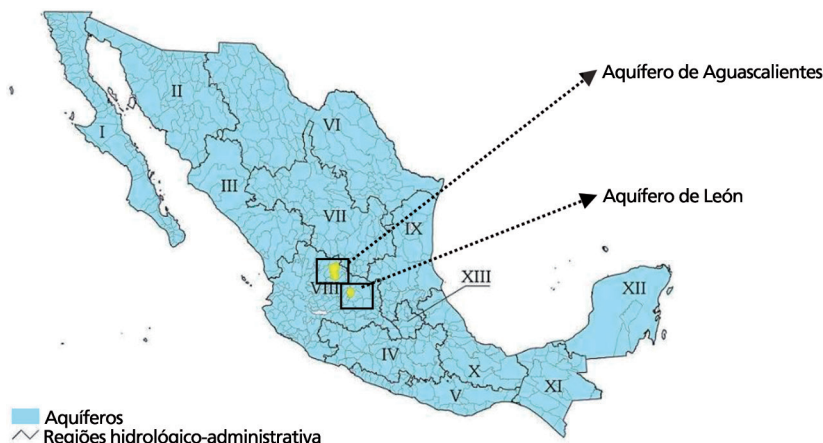 Aquífero de Aguascalientes
II
VI
I
III
Aquífero de León
VII
IX
XIII
XII
VIII
IV
X
V
XI
Aquíferos
Regiões hidrológico-administrativa